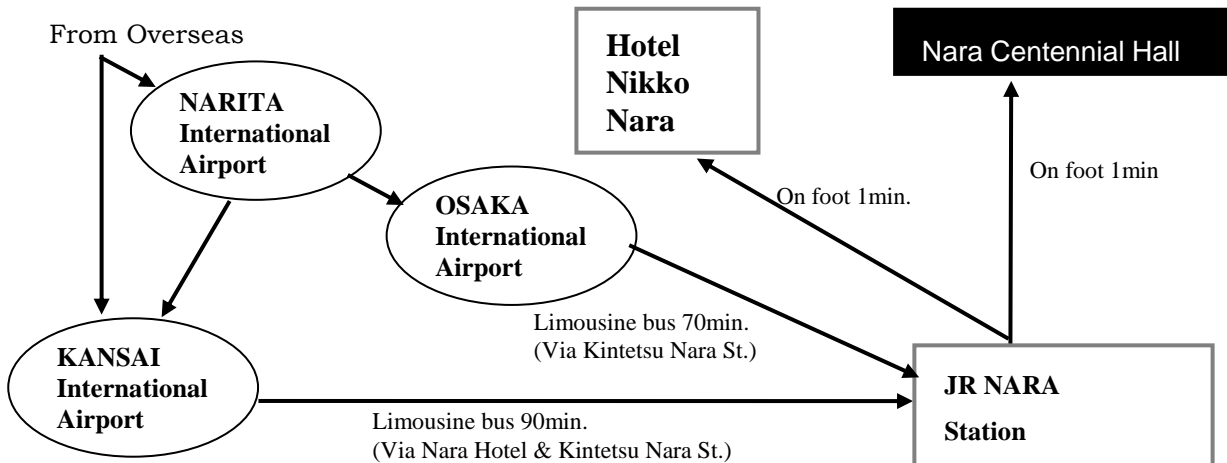 From Overseas
NARITA
International
Airport
Hotel
Nikko
Nara
Nara Centennial Hall
On foot 1min
On foot 1min.
OSAKA
International
Airport
Limousine bus 70min.
(Via Kintetsu Nara St.)
KANSAI
International
Airport
Limousine bus 90min.
(Via Nara Hotel & Kintetsu Nara St.)
JR NARA
Station